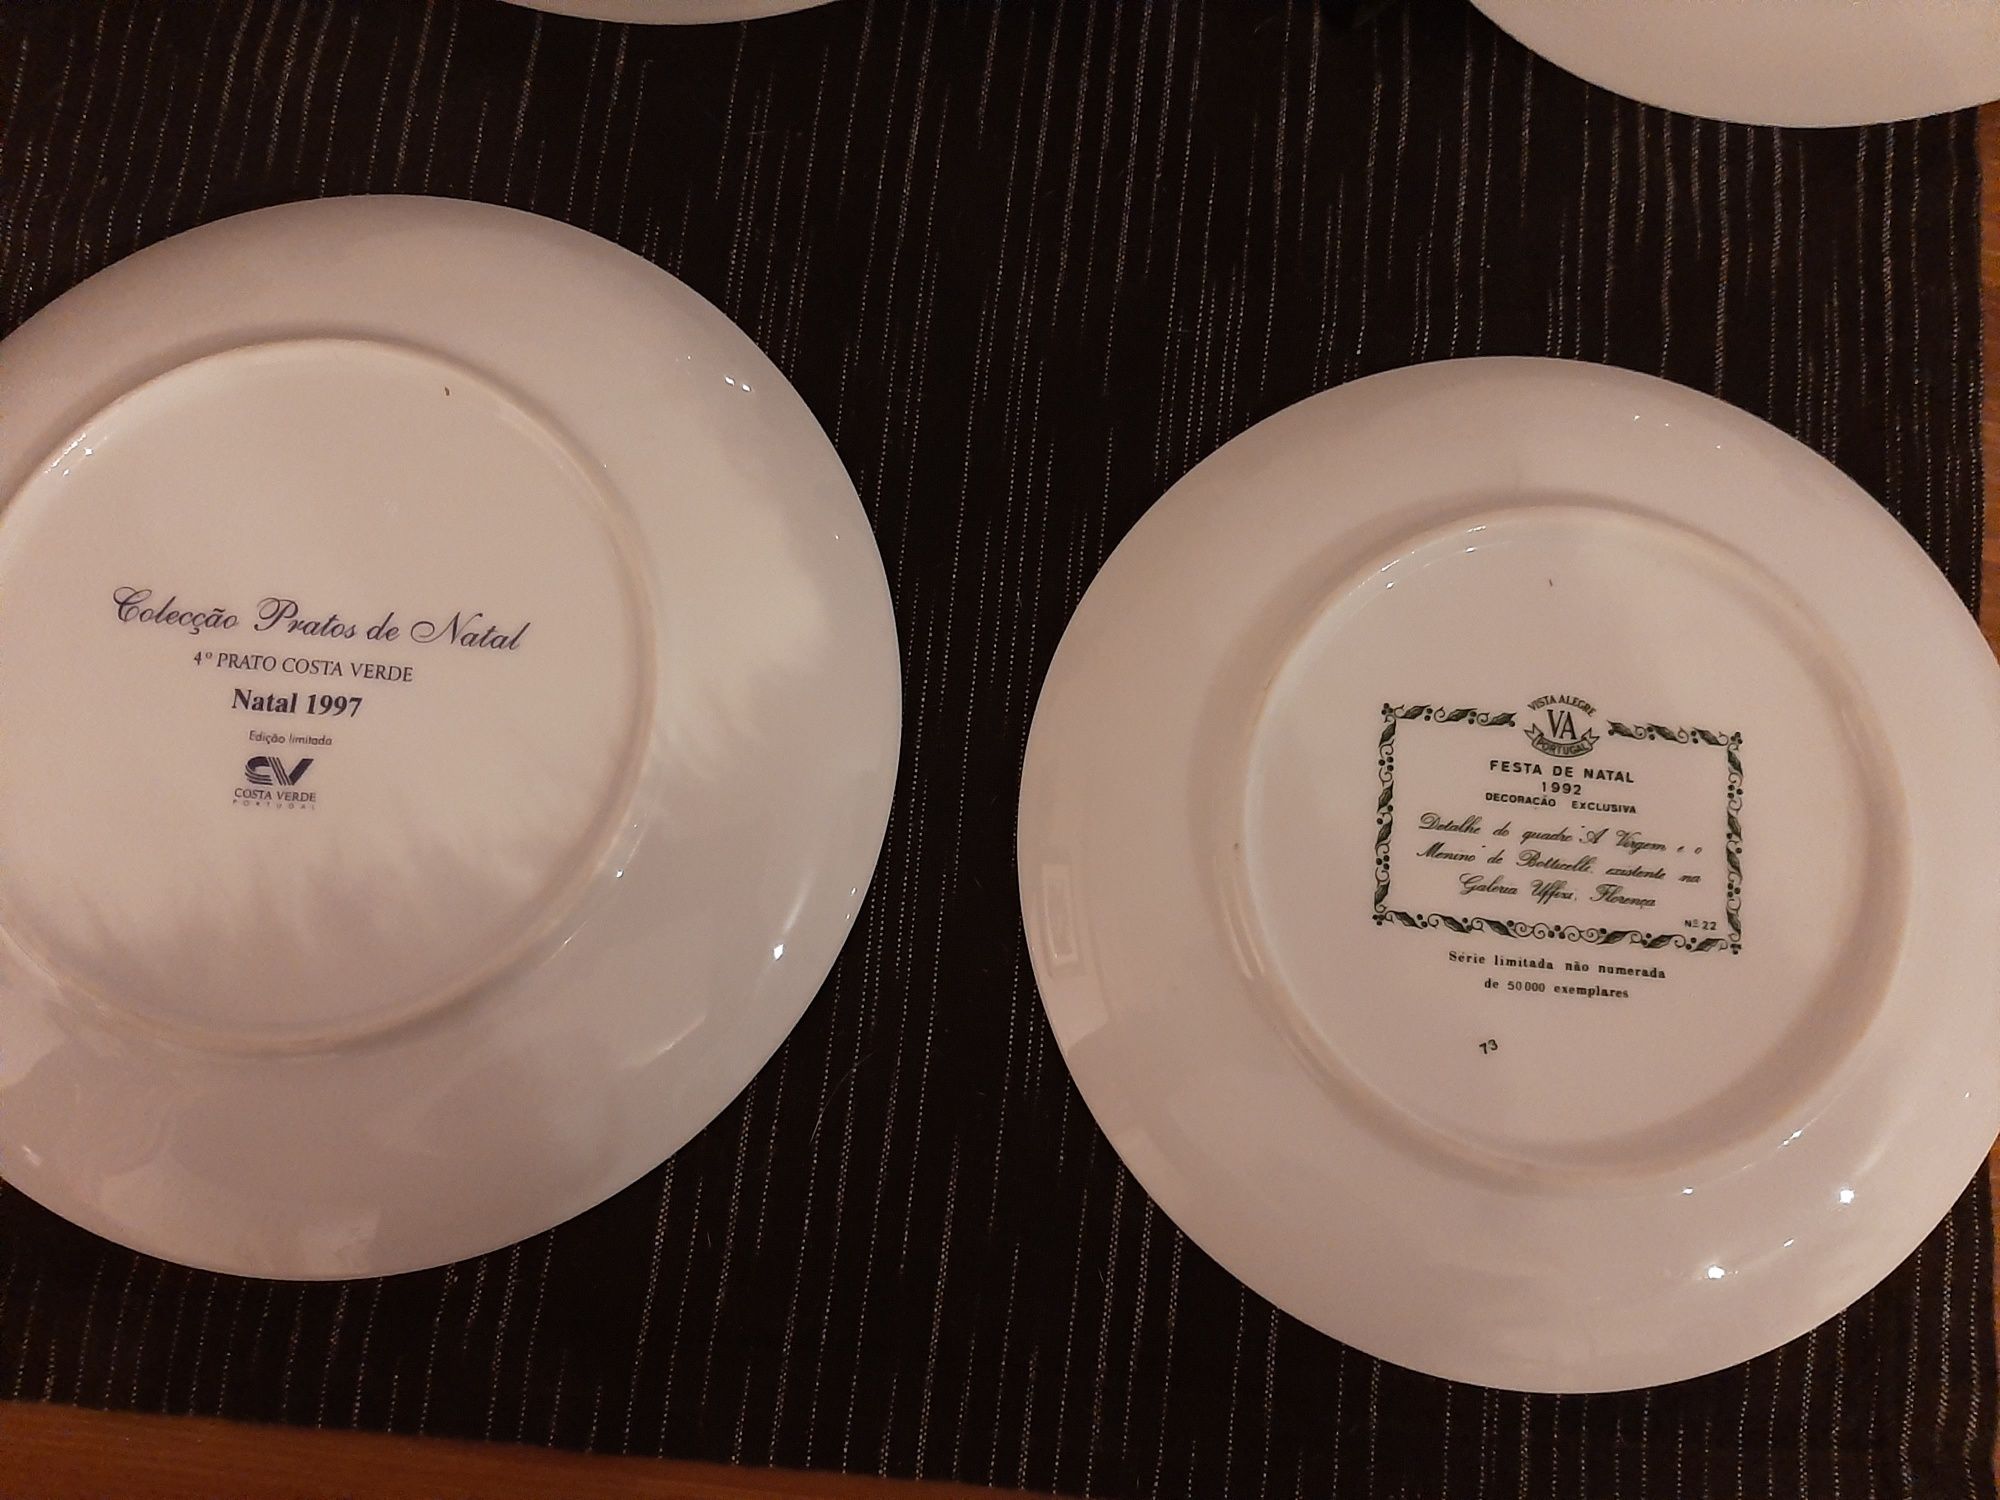 Colecção Pratos de Natal
4º PRATO COSTA VERDE
Natal 1997
Edição limitada
CV
COSTA VERDE
PORTUGAL
VISTA ALEGRE
VA
PORTUGAL
FESTA DE NATAL
1992
DECORAÇÃO EXCLUSIVA
Detalhe do quadro "A Virgem e o
Menino" de Botticelli, existente na
Galeria Uffizi, Florença
Nº 22
Série limitada não numerada
de 50000 exemplares
73